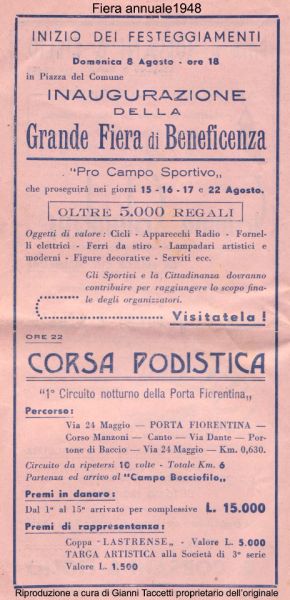 Fiera annuale1948
INIZIO DEI FESTEGGIAMENTI
Domenica 8 Agosto - ore 18
in Piazza del Comune
INAUGURAZIONE
DELLA
Grande Fiera di Beneficenza
"Pro Campo Sportivo„
che proseguirà nei giorni 15-16-17 e 22 Agosto.
OLTRE 5.000 REGALI
Oggetti di valore: Cicli - Apparecchi Radio - Fornel-
li elettrici - Ferri da stiro - Lampadari artistici e
moderni - Figure decorative - Serviti ecc.
Gli Sportivi e la Cittadinanza dovranno
contribuire per raggiungere lo scopo fina-
le degli organizzatori.
Visitatela!
ORE 22
CORSA PODISTICA
"1° Circuito notturno della Porta Fiorentina„
Percorso:
Via 24 Maggio — PORTA FIORENTINA —
Corso Manzoni — Canto — Via Dante — Por-
tone di Baccio — Via 24 Maggio — Km. 0,630.
Circuito da ripetersi 10 volte - Totale Km. 6
Partenza ed arrivo al "Campo Bocciofilo„
Premi in danaro:
Dal 1° al 15° arrivato per complessive L. 15.000
Premi di rappresentanza:
Coppa "LASTRENSE„ - Valore L. 5.000
TARGA ARTISTICA alla Società di 3° serie
Valore L. 1.500
Riproduzione a cura di Gianni Taccetti proprietario dell'originale